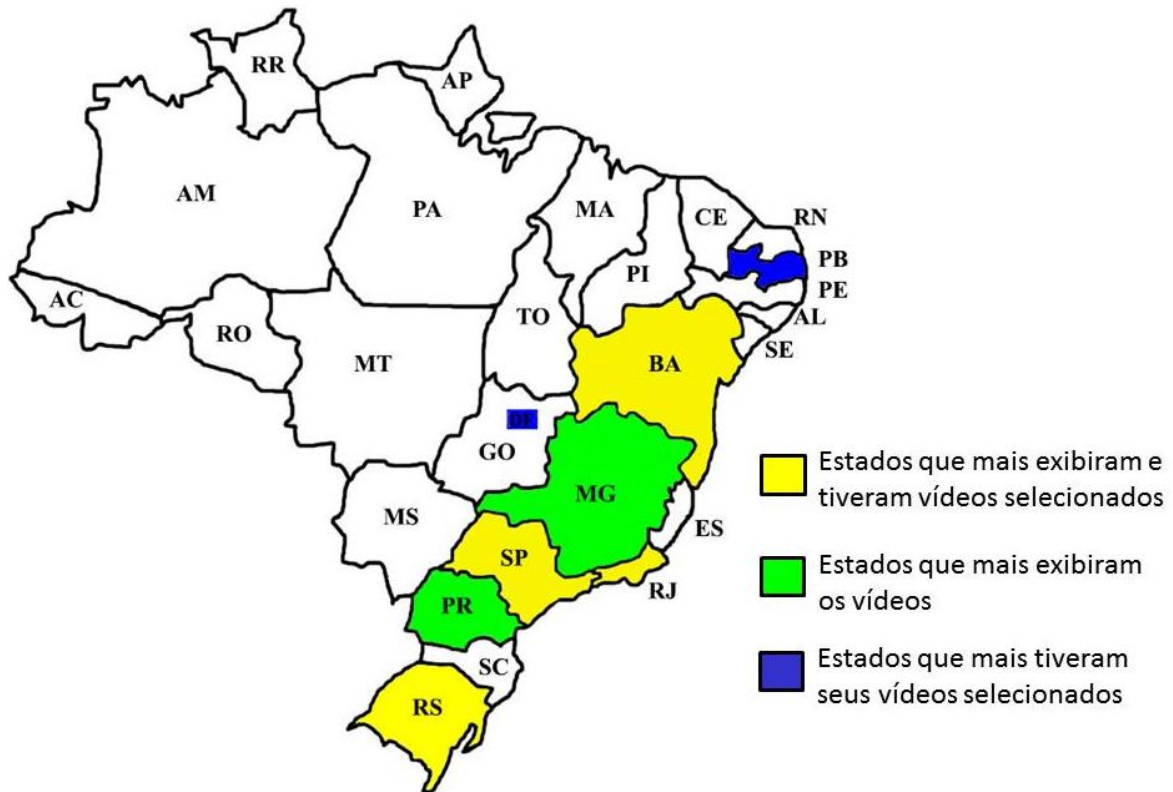 RR
AP
AM
PA
MA
CE
RN
PB
PI
PE
AC
TO
AL
RO
SE
MT
BA
DF
GO
MG
MS
ES
SP
RJ
PR
SC
RS
Estados que mais exibiram e
tiveram vídeos selecionados
Estados que mais exibiram
os vídeos
Estados que mais tiveram
seus vídeos selecionados